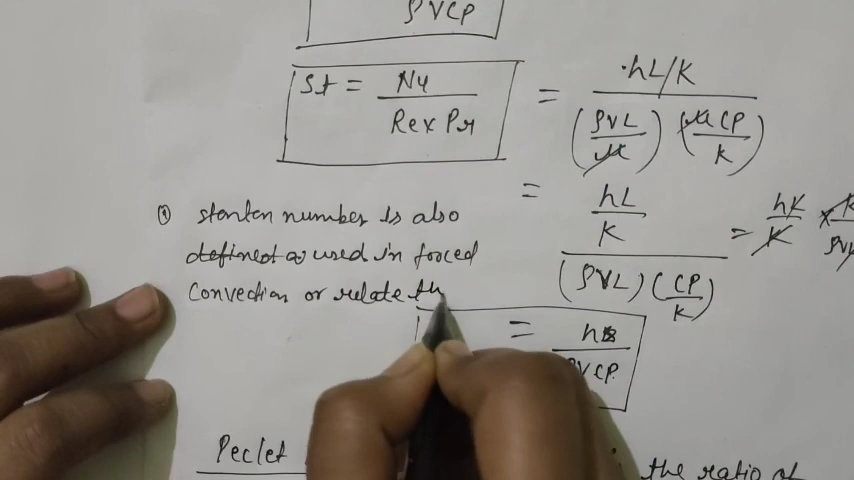 ρVCP
St = Nu / Rex Pr = hL/K / (ρVL/μ) (μCP/K)
= hL/K / (ρVL) (CP/K) = hK/K ×
① stanton number is also
defined as used in forced
Convection or relate th
= h / ρVCP
Peclet
the ratio of